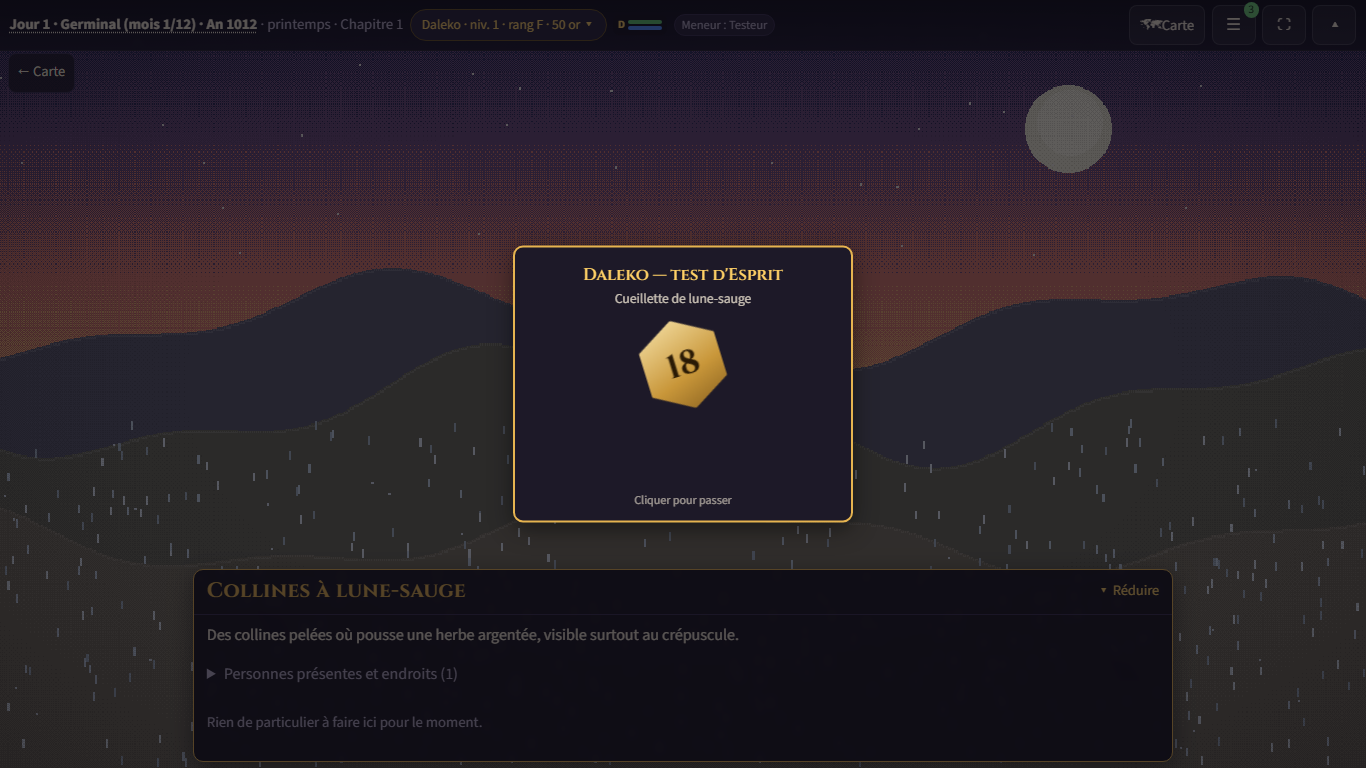 Jour 1 · Germinal (mois 1/12) · An 1012 · printemps · Chapitre 1
Daleko · niv. 1 · rang F · 50 or ▾
D
Meneur : Testeur
Carte
☰
3
▲
← Carte
Daleko — test d'Esprit
Cueillette de lune-sauge
18
Cliquer pour passer
Collines à lune-sauge
▾ Réduire
Des collines pelées où pousse une herbe argentée, visible surtout au crépuscule.
▶ Personnes présentes et endroits (1)
Rien de particulier à faire ici pour le moment.